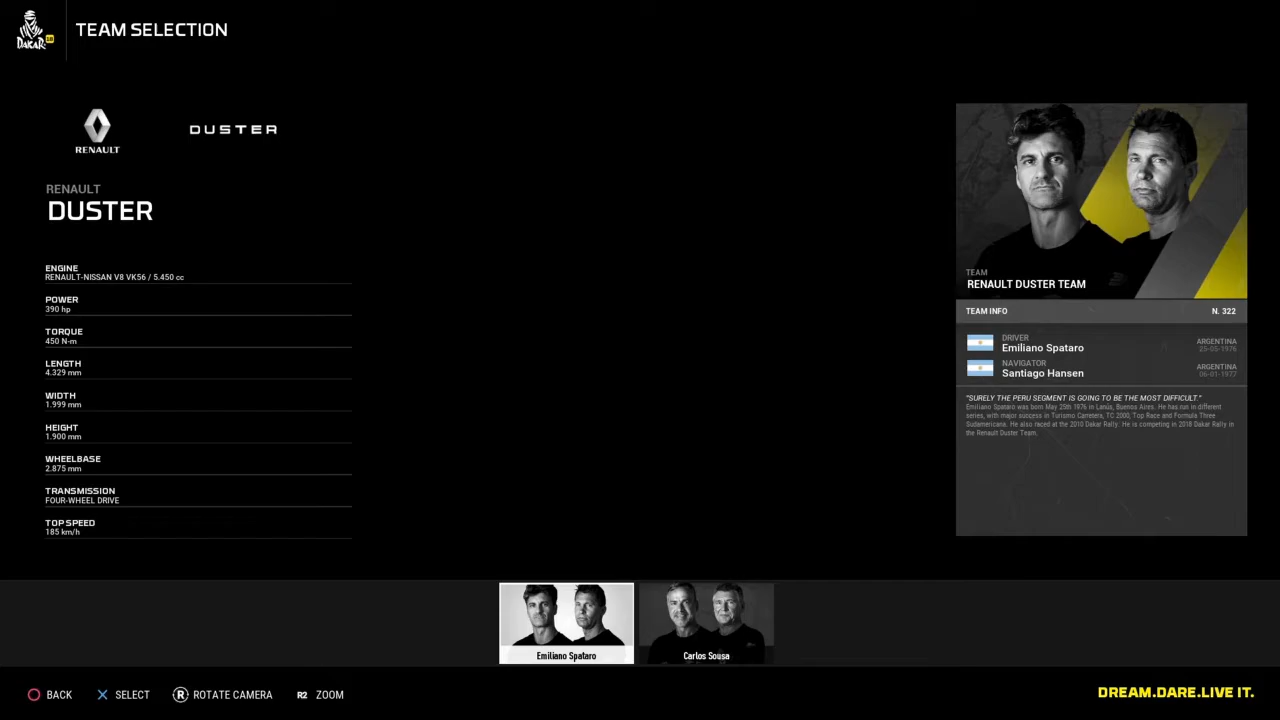 DAKAR 18
TEAM SELECTION
RENAULT
DUSTER
RENAULT
DUSTER
ENGINE
RENAULT-NISSAN V8 VK56 / 5.450 cc
POWER
390 hp
TORQUE
450 N-m
LENGTH
4.329 mm
WIDTH
1.999 mm
HEIGHT
1.900 mm
WHEELBASE
2.875 mm
TRANSMISSION
FOUR-WHEEL DRIVE
TOP SPEED
185 km/h
TEAM
RENAULT DUSTER TEAM
TEAM INFO N. 322
DRIVER
Emiliano Spataro
ARGENTINA
25-05-1976
NAVIGATOR
Santiago Hansen
ARGENTINA
06-01-1977
"SURELY THE PERU SEGMENT IS GOING TO BE THE MOST DIFFICULT."
Emiliano Spataro was born May 25th 1976 in Lanús, Buenos Aires. He has run in different
series, with major success in Turismo Carretera, TC 2000, Top Race and Formula Three
Sudamericana. He also raced at the 2010 Dakar Rally. He is competing in 2018 Dakar Rally in
the Renault Duster Team.
Emiliano Spataro
Carlos Sousa
BACK
SELECT
R ROTATE CAMERA
R2 ZOOM
DREAM.DARE.LIVE IT.